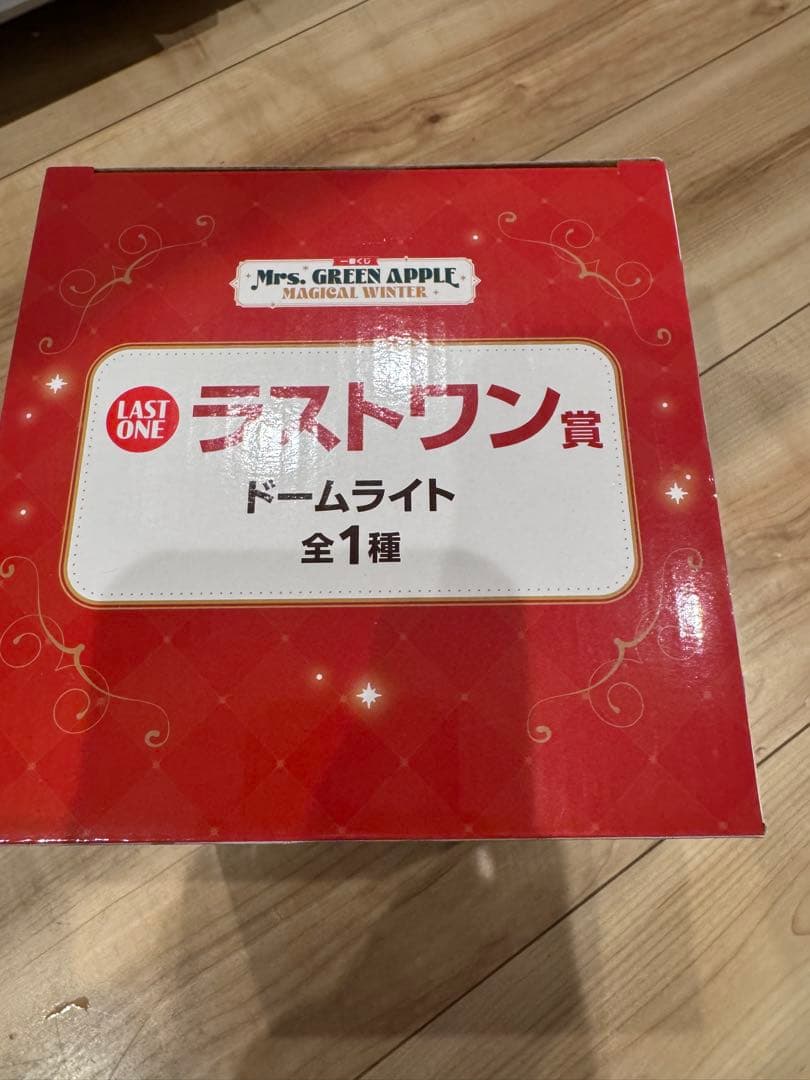 一番くじ
Mrs. GREEN APPLE
MAGICAL WINTER
LAST
ONE
ラストワン賞
ドームライト
全1種